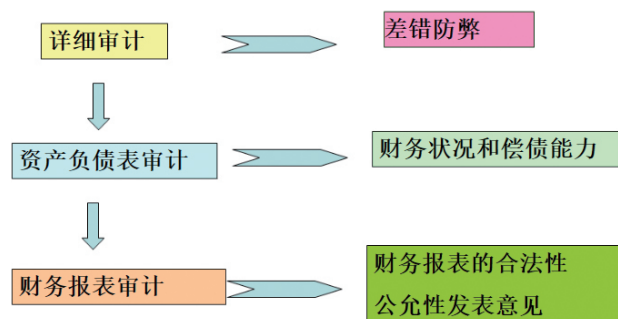 详细审计
差错防弊
资产负债表审计
财务状况和偿债能力
财务报表审计
财务报表的合法性
公允性发表意见